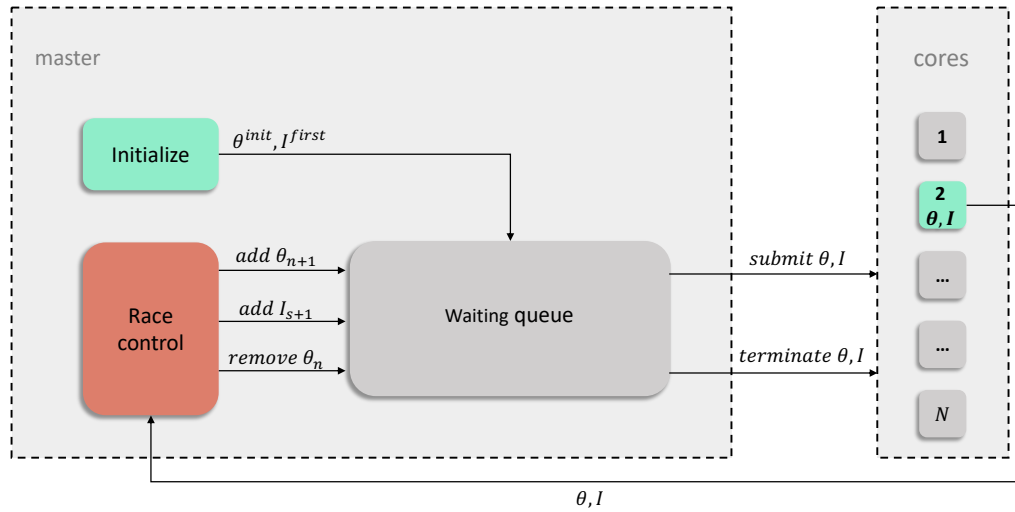 master
cores
Initialize
θ^{init}, I^{first}
1
2
θ, I
Race
control
add θ_{n+1}
add I_{s+1}
remove θ_n
Waiting queue
submit θ, I
terminate θ, I
...
...
N
θ, I